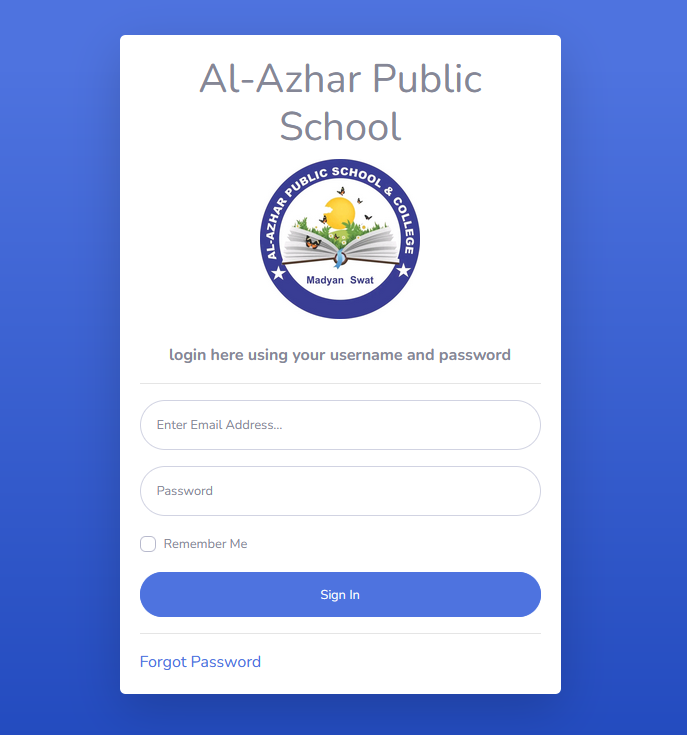 Al-Azhar Public
School
AL-AZHAR PUBLIC SCHOOL & COLLEGE
Madyan Swat
login here using your username and password
Enter Email Address...
Password
Remember Me
Sign In
Forgot Password